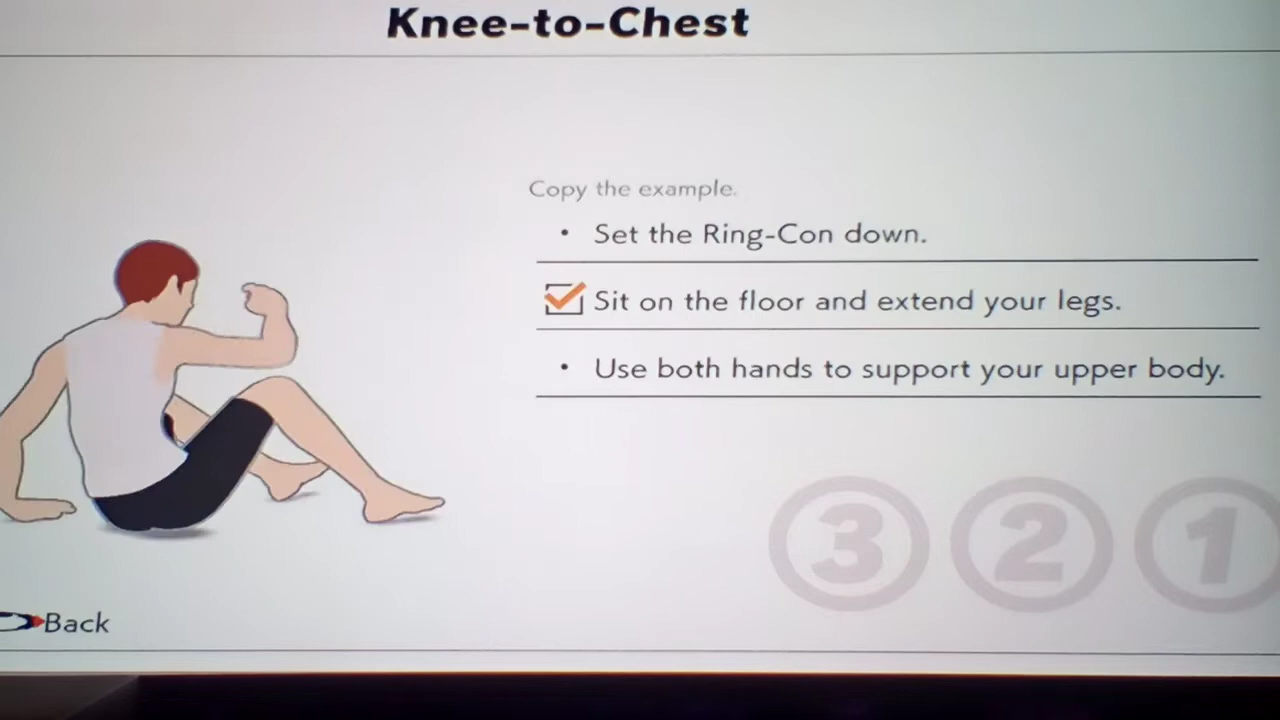 Knee-to-Chest
Copy the example.
• Set the Ring-Con down.
Sit on the floor and extend your legs.
• Use both hands to support your upper body.
3 2 1
Back